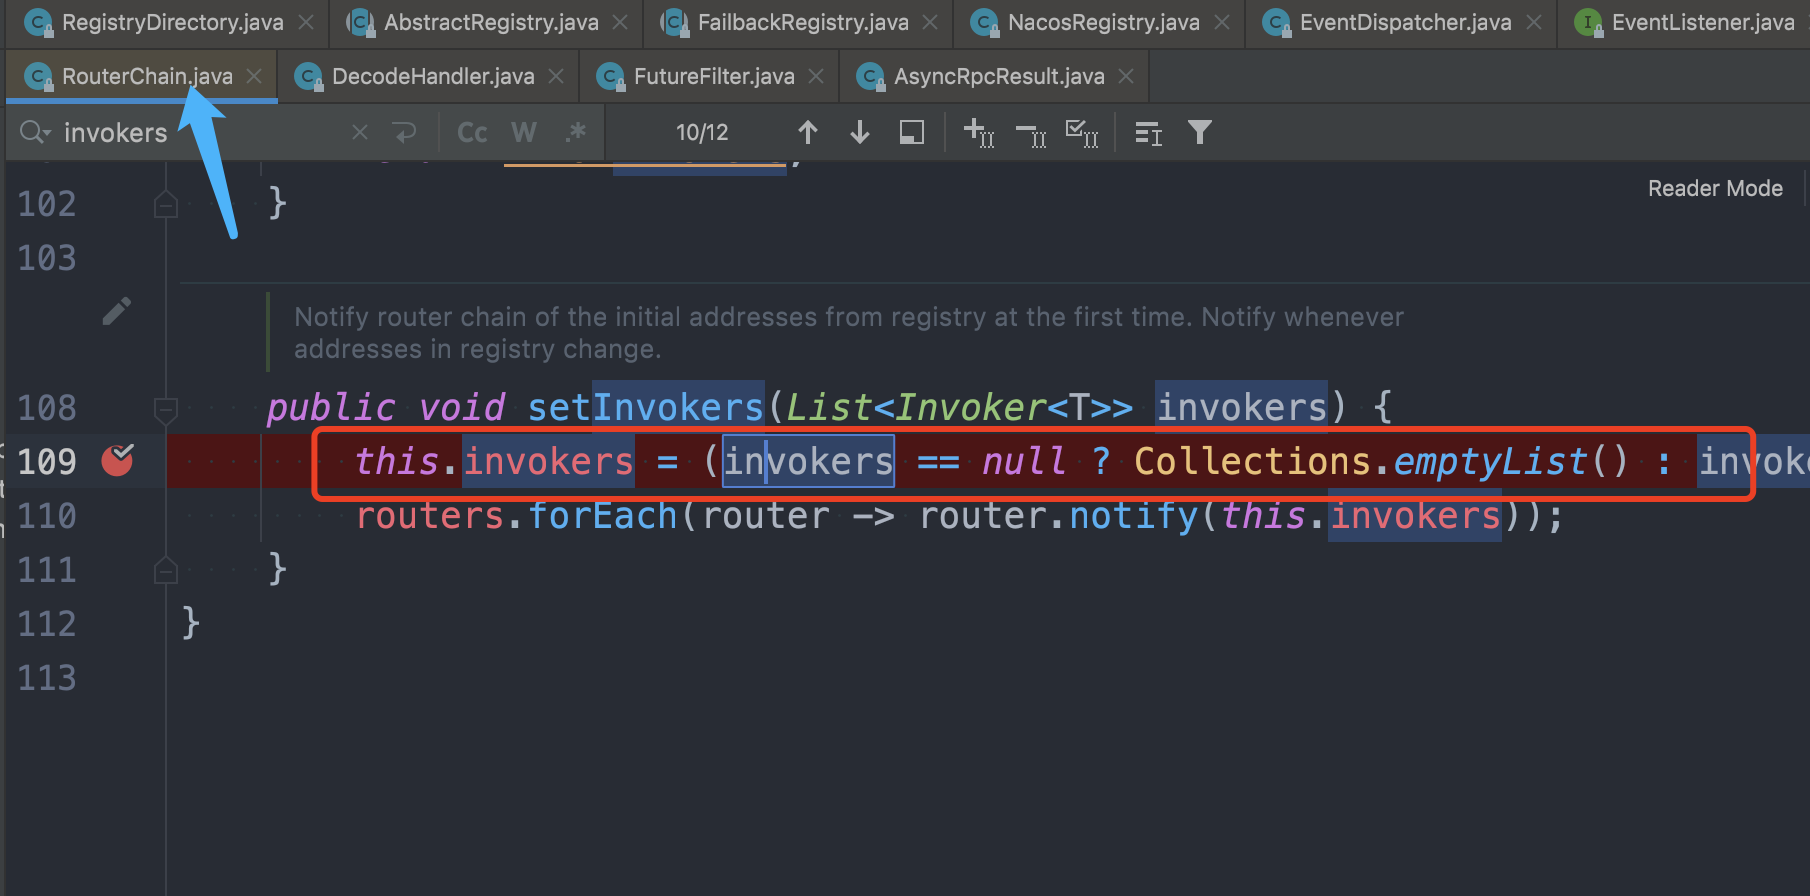 RegistryDirectory.java AbstractRegistry.java FailbackRegistry.java NacosRegistry.java EventDispatcher.java EventListener.java
RouterChain.java DecodeHandler.java FutureFilter.java AsyncRpcResult.java
invokers Cc W .* 10/12
Reader Mode
102 }
103
Notify router chain of the initial addresses from registry at the first time. Notify whenever
addresses in registry change.
108 public void setInvokers(List<Invoker<T>> invokers) {
109 this.invokers = (invokers == null ? Collections.emptyList() :
110 routers.forEach(router -> router.notify(this.invokers));
111 }
112 }
113